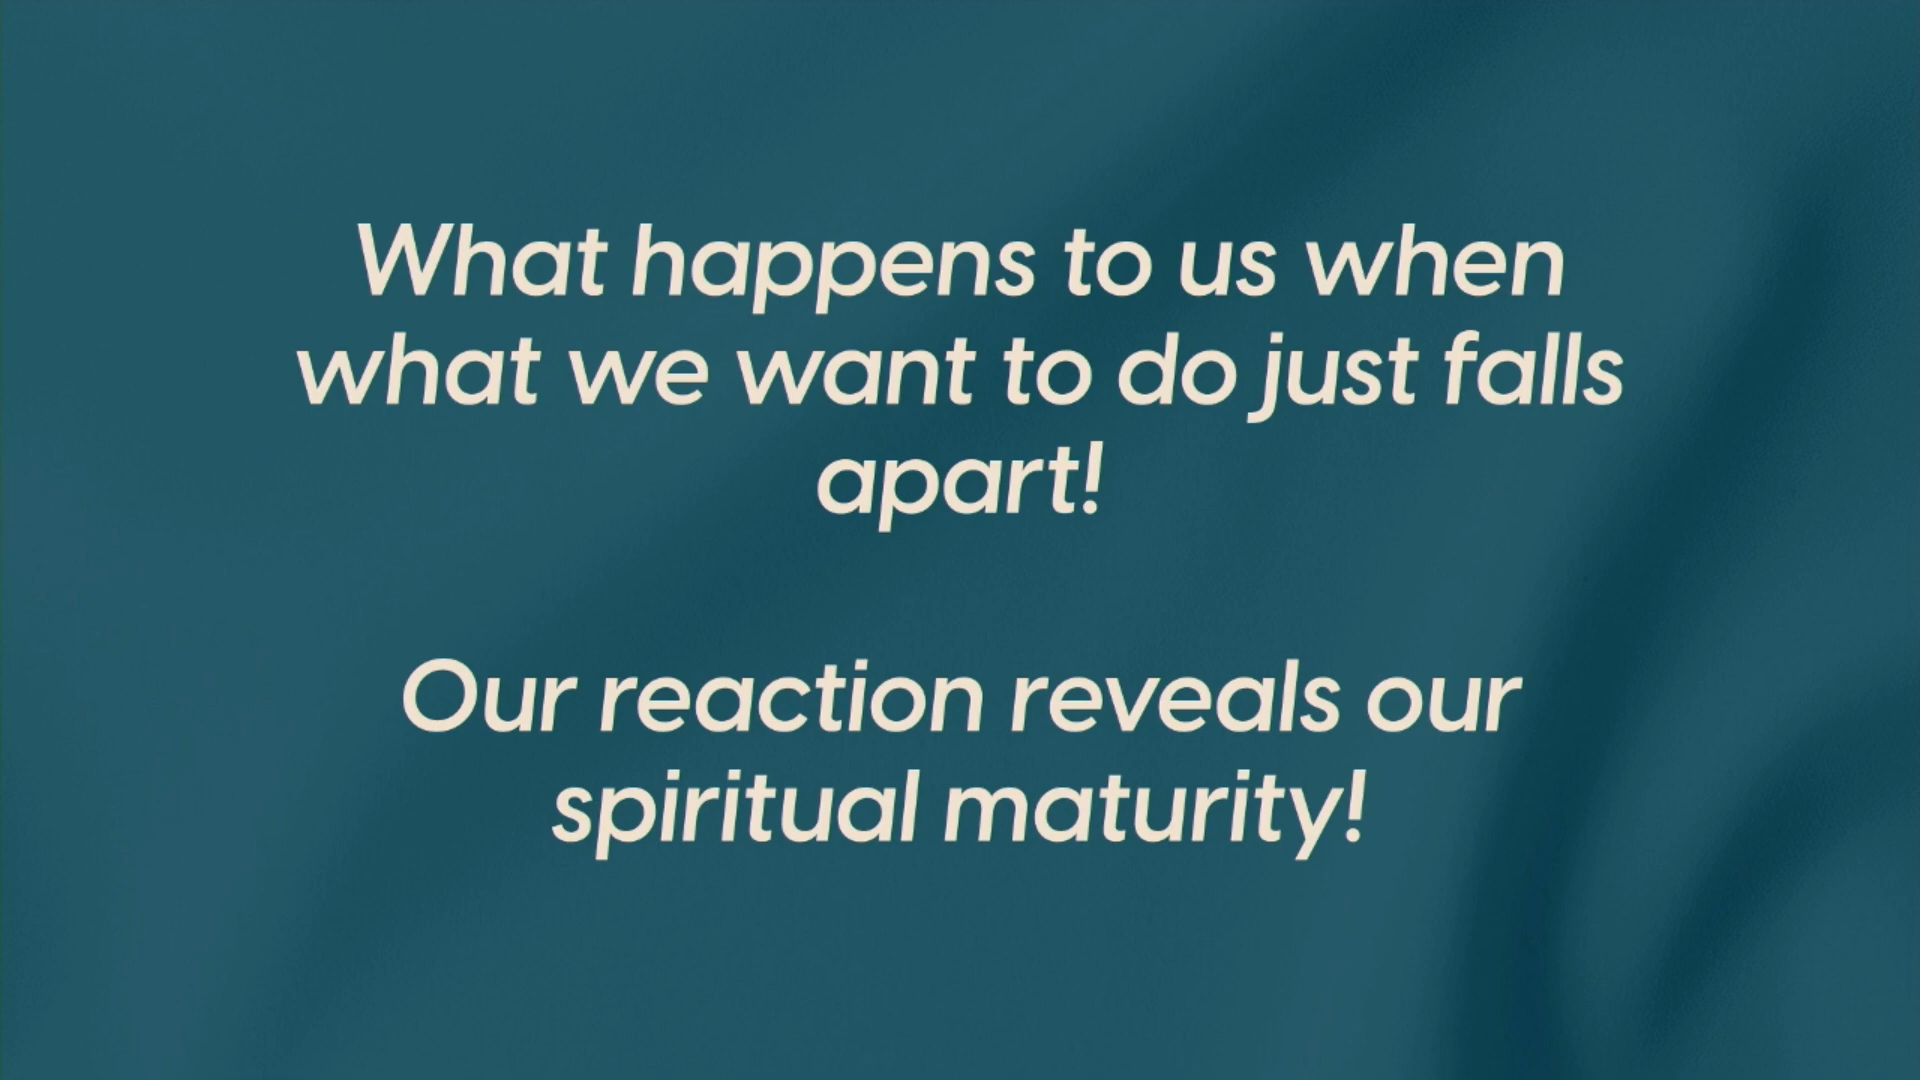 What happens to us when
what we want to do just falls
apart!
Our reaction reveals our
spiritual maturity!